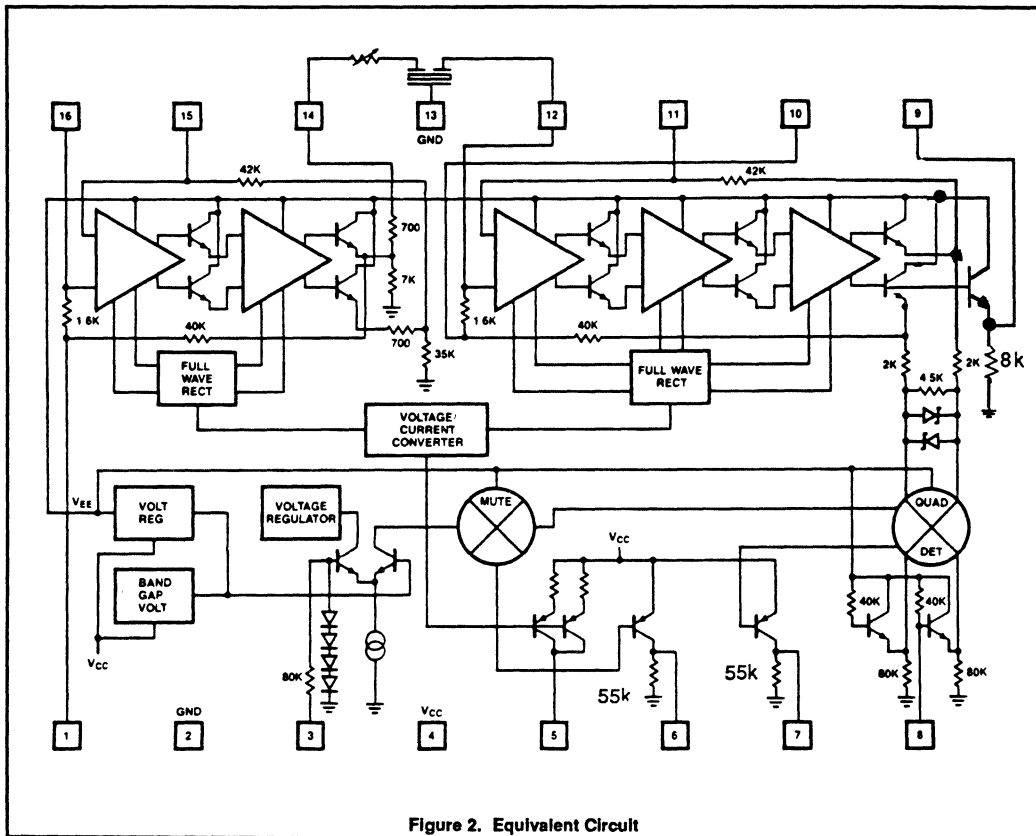 16
15
14
13
GND
12
11
10
9
42K
42K
700
7K
1 6K
40K
700
35K
1 6K
40K
2K
2K
8k
4 5K
FULL
WAVE
RECT
FULL WAVE
RECT
VOLTAGE/
CURRENT
CONVERTER
VEE
VOLT
REG
VOLTAGE
REGULATOR
MUTE
QUAD
DET
VCC
BAND
GAP
VOLT
VCC
40K
40K
80K
55k
55k
80K
80K
GND
VCC
1
2
3
4
5
6
7
8
Figure 2. Equivalent Circuit